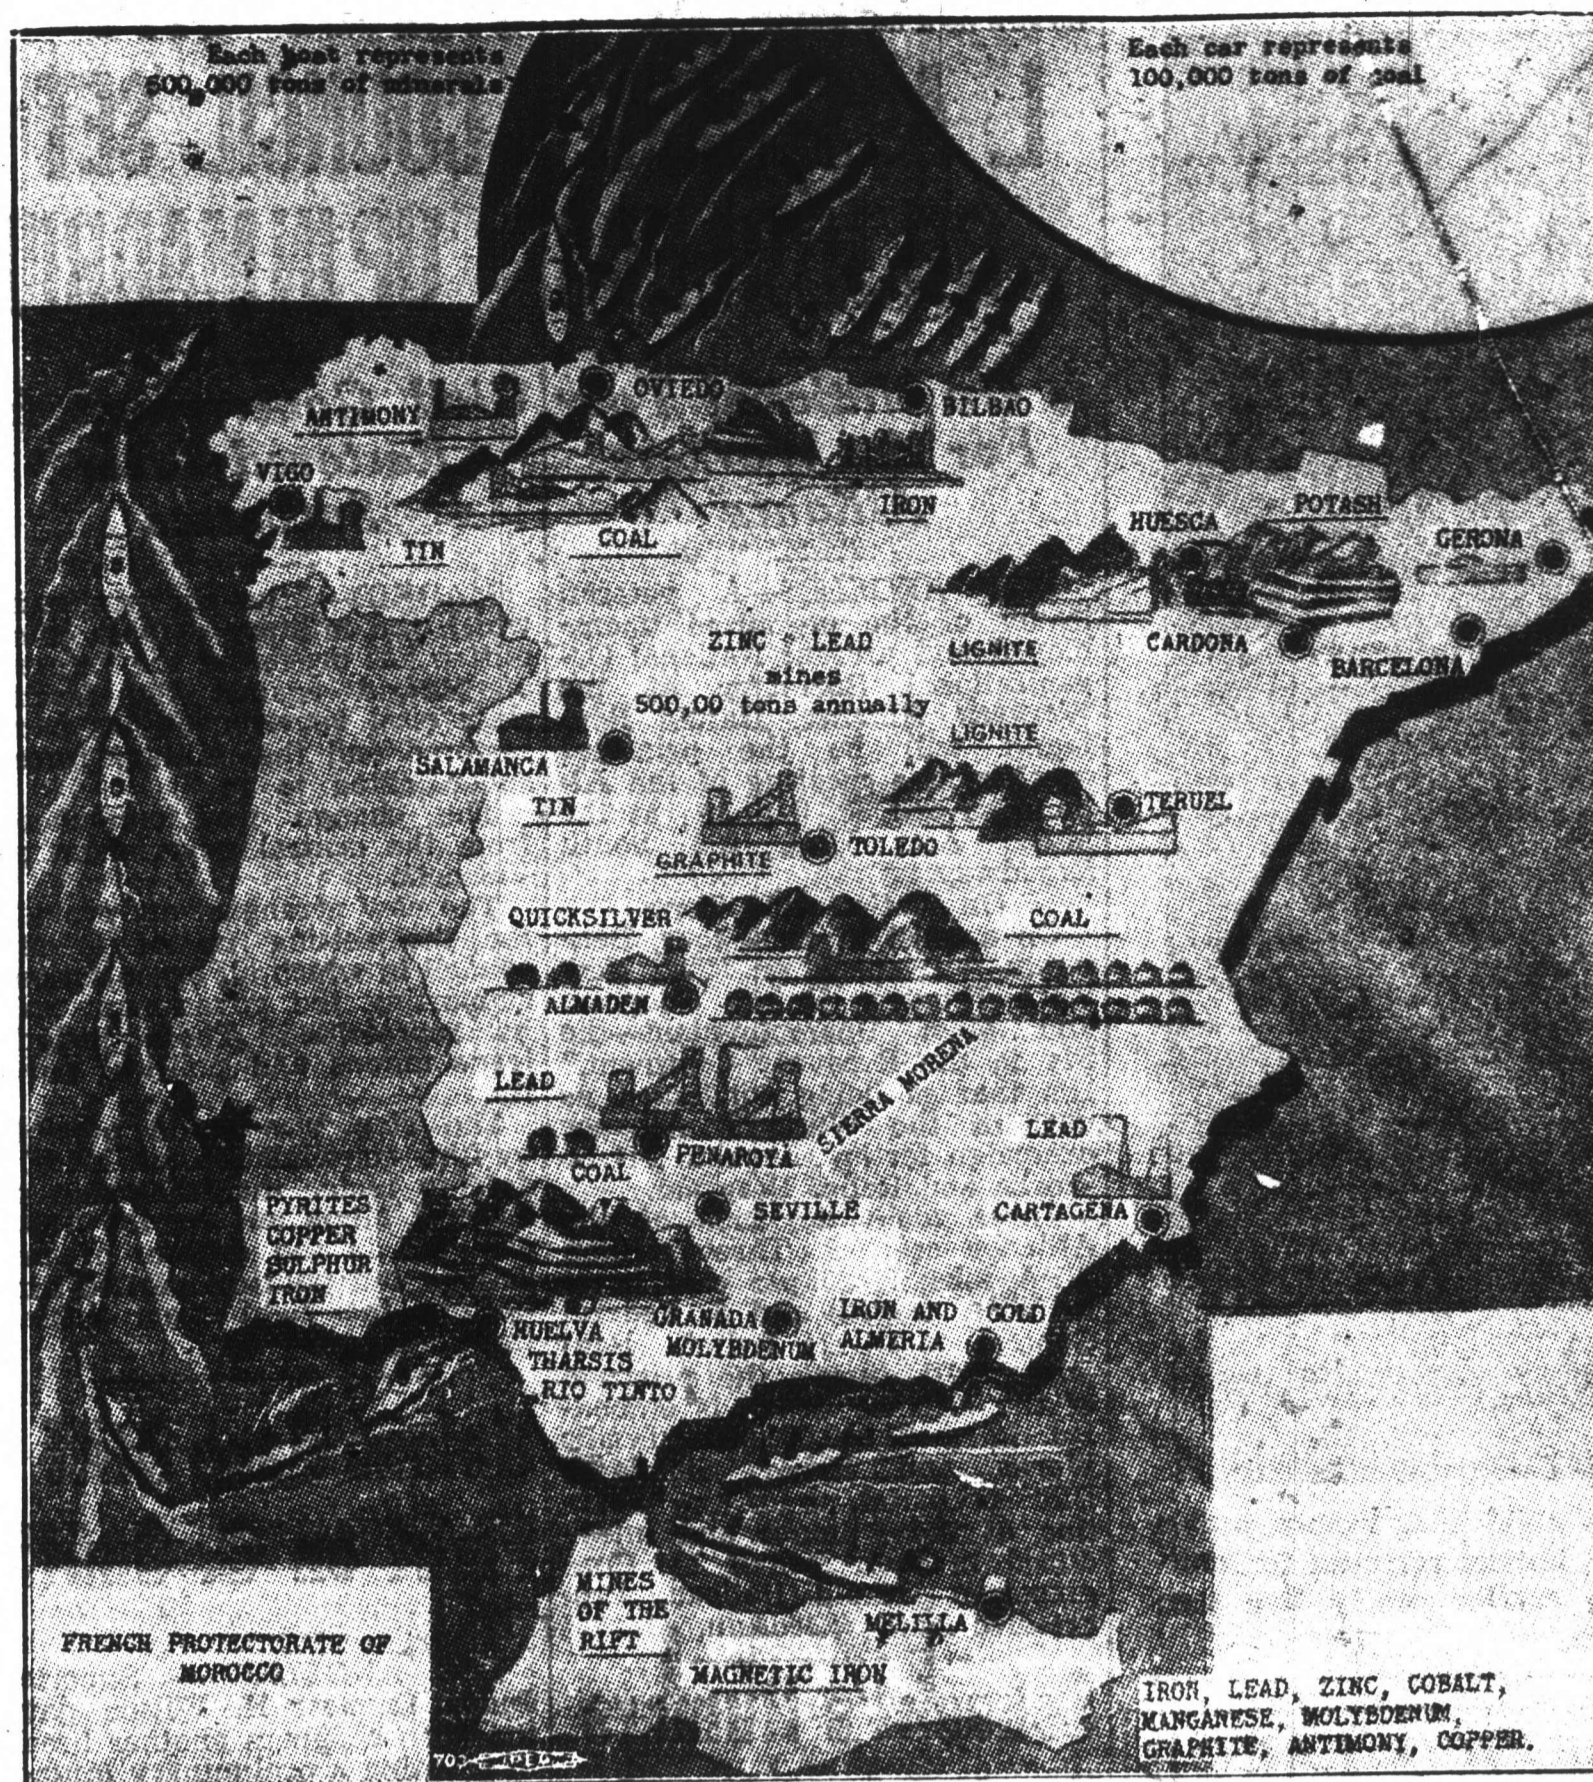 Each boat represents
500,000 tons of minerals
Each car represents
100,000 tons of coal
OVIEDO
BILBAO
ANTIMONY
VIGO
TIN
COAL
IRON
HUESCA
POTASH
GERONA
ZINC - LEAD
mines
500,00 tons annually
LIGNITE
CARDONA
BARCELONA
LIGNITE
SALAMANCA
TIN
TERUEL
GRAPHITE
TOLEDO
QUICKSILVER
COAL
ALMADEN
SIERRA MORENA
LEAD
LEAD
PENAROYA
COAL
SEVILLE
CARTAGENA
PYRITES
COPPER
SULPHUR
IRON
HUELVA
THARSIS
RIO TINTO
GRANADA
MOLYBDENUM
IRON AND GOLD
ALMERIA
MINES
OF THE
RIFT
MELILLA
MAGNETIC IRON
FRENCH PROTECTORATE OF
MOROCCO
IRON, LEAD, ZINC, COBALT,
MANGANESE, MOLYBDENUM,
GRAPHITE, ANTIMONY, COPPER.